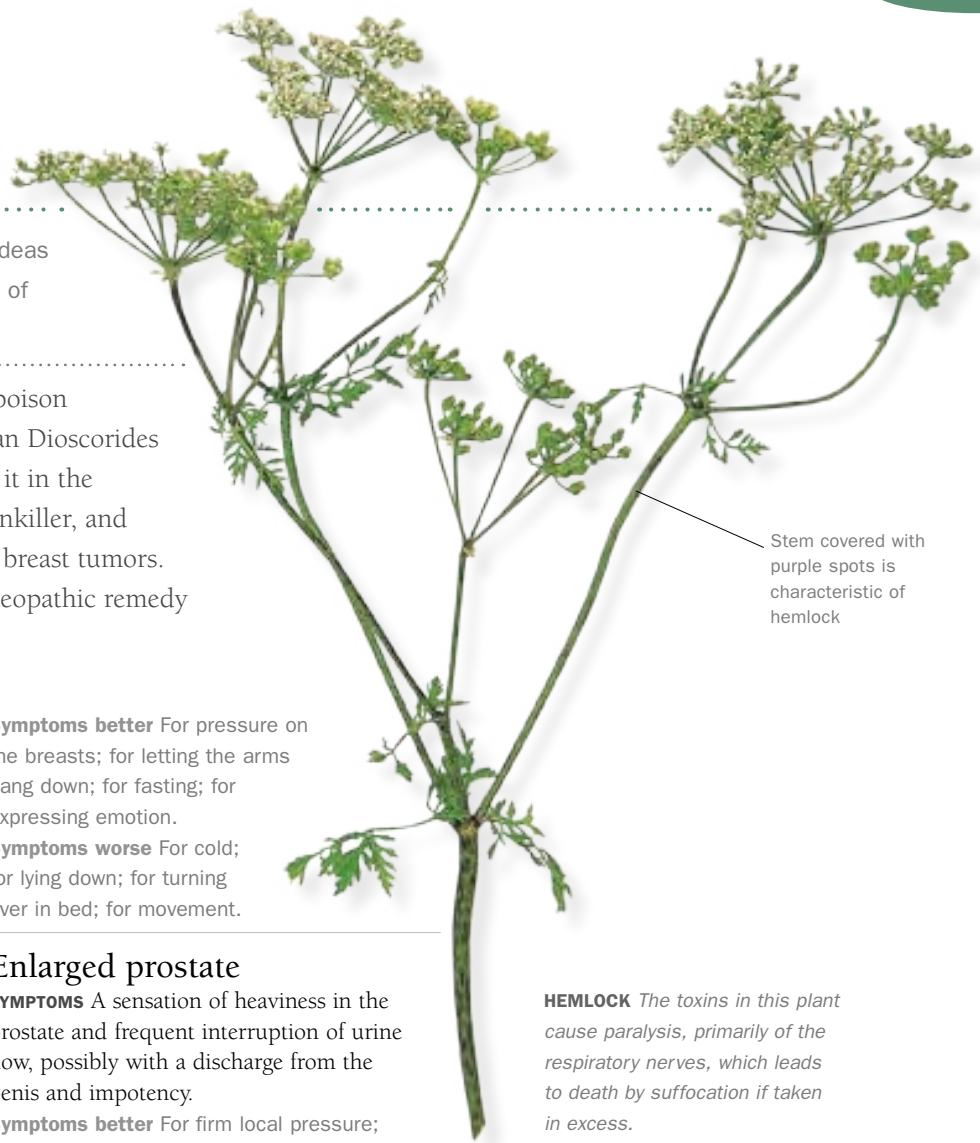 deas
of
poison
an Dioscorides
it in the
nkiller, and
breast tumors.
eopathic remedy
Stem covered with
purple spots is
characteristic of
hemlock
ymptoms better For pressure on
he breasts; for letting the arms
ang down; for fasting; for
xpressing emotion.
ymptoms worse For cold;
or lying down; for turning
ver in bed; for movement.
Enlarged prostate
YMPTOMS A sensation of heaviness in the
rostate and frequent interruption of urine
low, possibly with a discharge from the
enis and impotency.
ymptoms better For firm local pressure;
HEMLOCK The toxins in this plant
cause paralysis, primarily of the
respiratory nerves, which leads
to death by suffocation if taken
in excess.